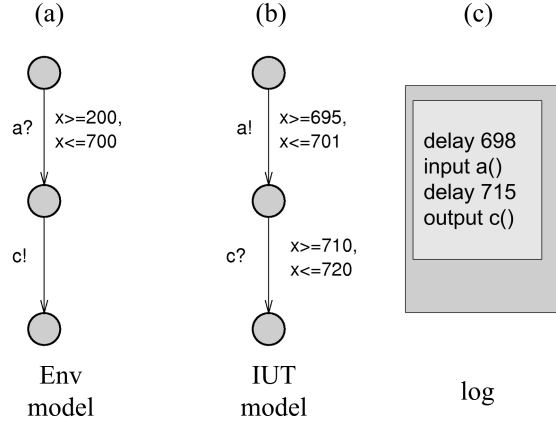 (a)
(b)
(c)
a?
x>=200,
x<=700
a!
x>=695,
x<=701
delay 698
input a()
delay 715
output c()
c!
c?
x>=710,
x<=720
Env
model
IUT
model
log